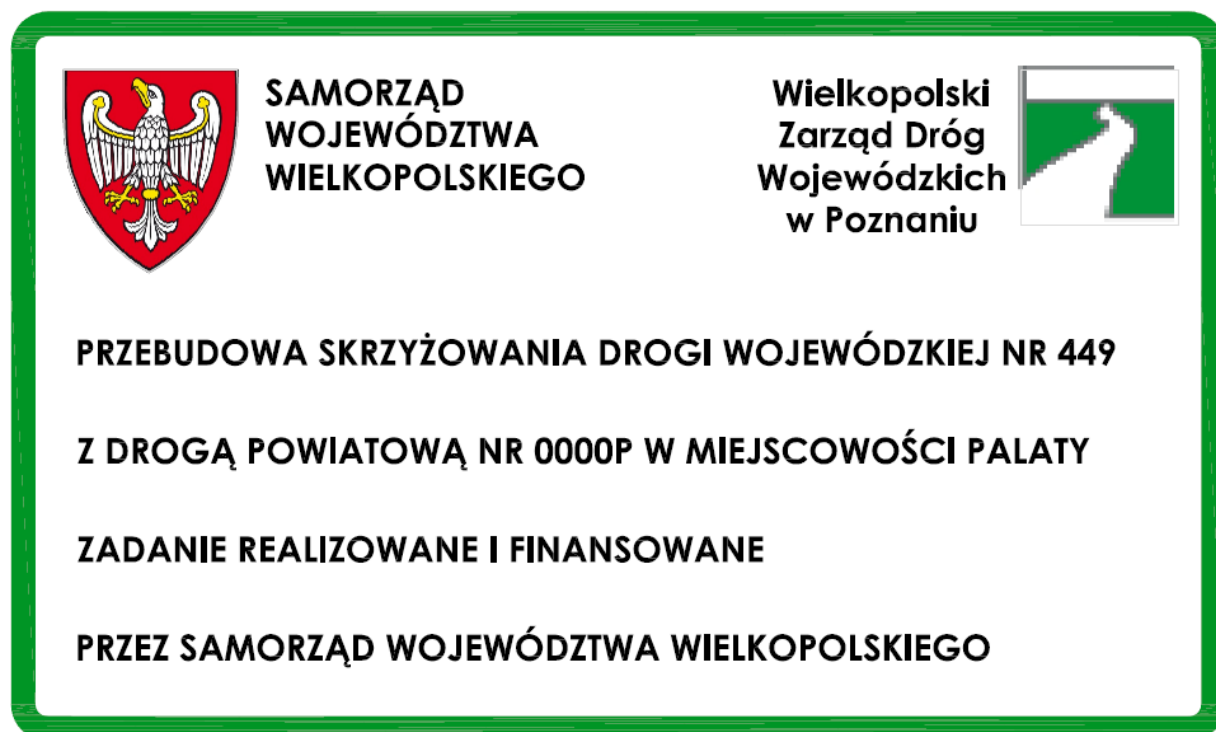 SAMORZĄD
WOJEWÓDZTWA
WIELKOPOLSKIEGO
Wielkopolski
Zarząd Dróg
Wojewódzkich
w Poznaniu
PRZEBUDOWA SKRZYŻOWANIA DROGI WOJEWÓDZKIEJ NR 449
Z DROGĄ POWIATOWĄ NR 0000P W MIEJSCOWOŚCI PALATY
ZADANIE REALIZOWANE I FINANSOWANE
PRZEZ SAMORZĄD WOJEWÓDZTWA WIELKOPOLSKIEGO